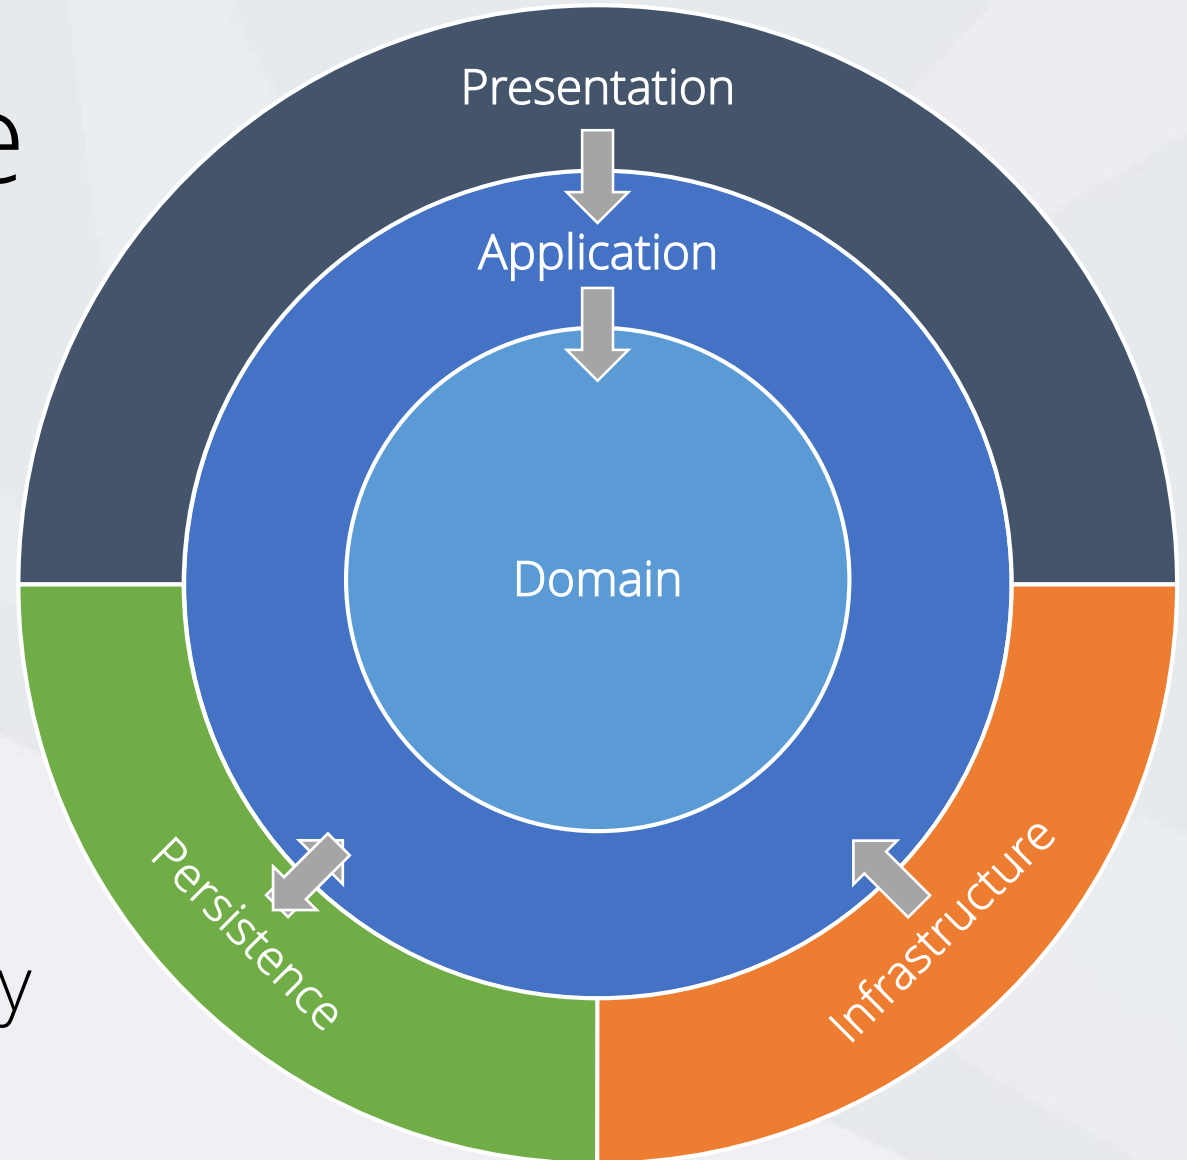 Presentation
e
Application
Domain
Persistence
Infrastructure
y